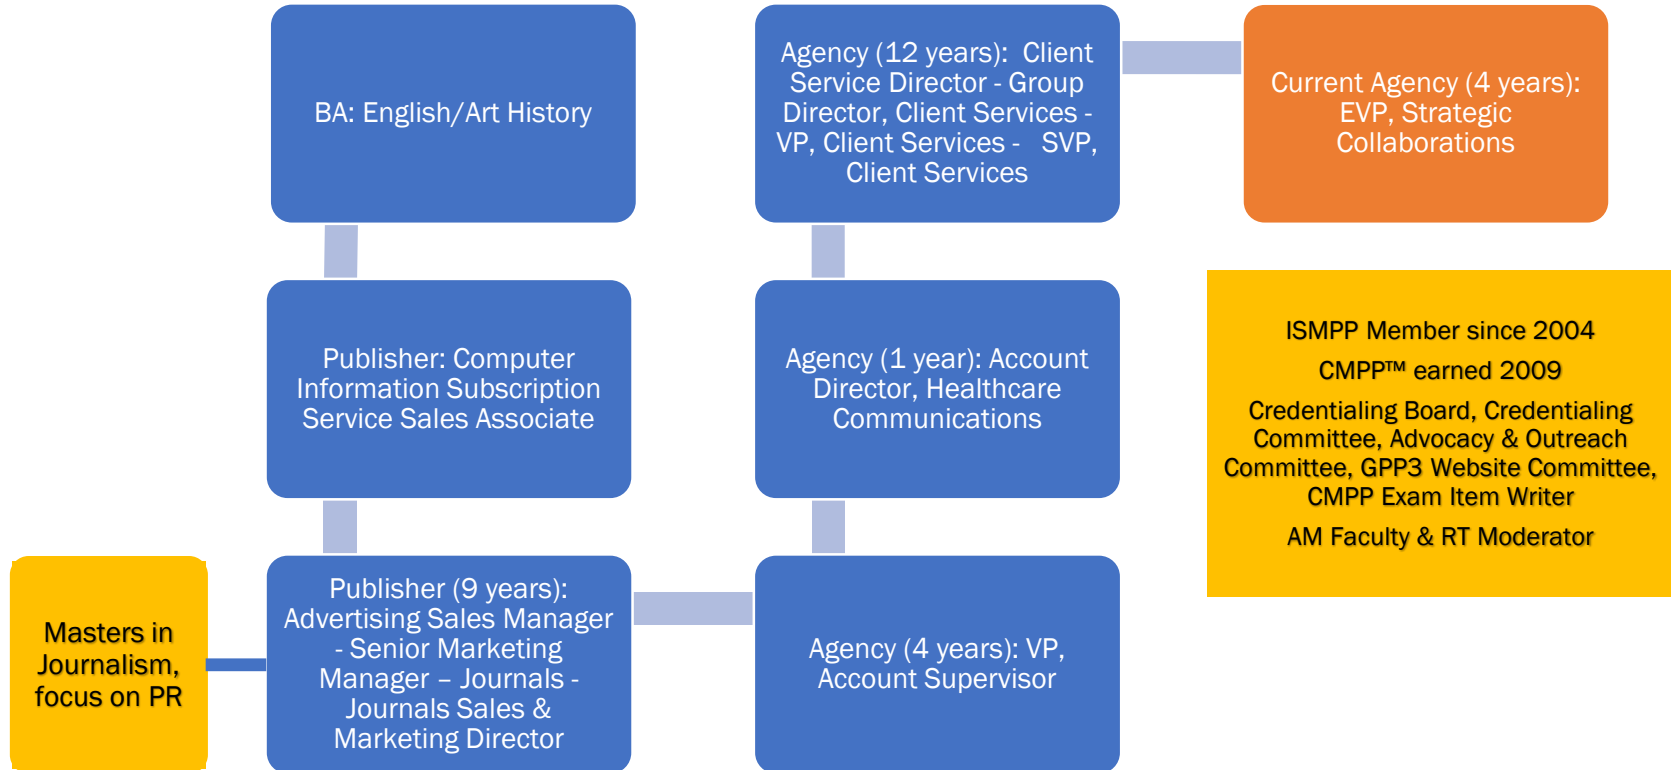 BA: English/Art History
Publisher: Computer
Information Subscription
Service Sales Associate
Masters in
Journalism,
focus on PR
Publisher (9 years):
Advertising Sales Manager
- Senior Marketing
Manager – Journals -
Journals Sales &
Marketing Director
Agency (4 years): VP,
Account Supervisor
Agency (1 year): Account
Director, Healthcare
Communications
Agency (12 years):  Client
Service Director - Group
Director, Client Services -
VP, Client Services -   SVP,
Client Services
Current Agency (4 years):
EVP, Strategic
Collaborations
ISMPP Member since 2004
CMPP™ earned 2009
Credentialing Board, Credentialing
Committee, Advocacy & Outreach
Committee, GPP3 Website Committee,
CMPP Exam Item Writer
AM Faculty & RT Moderator